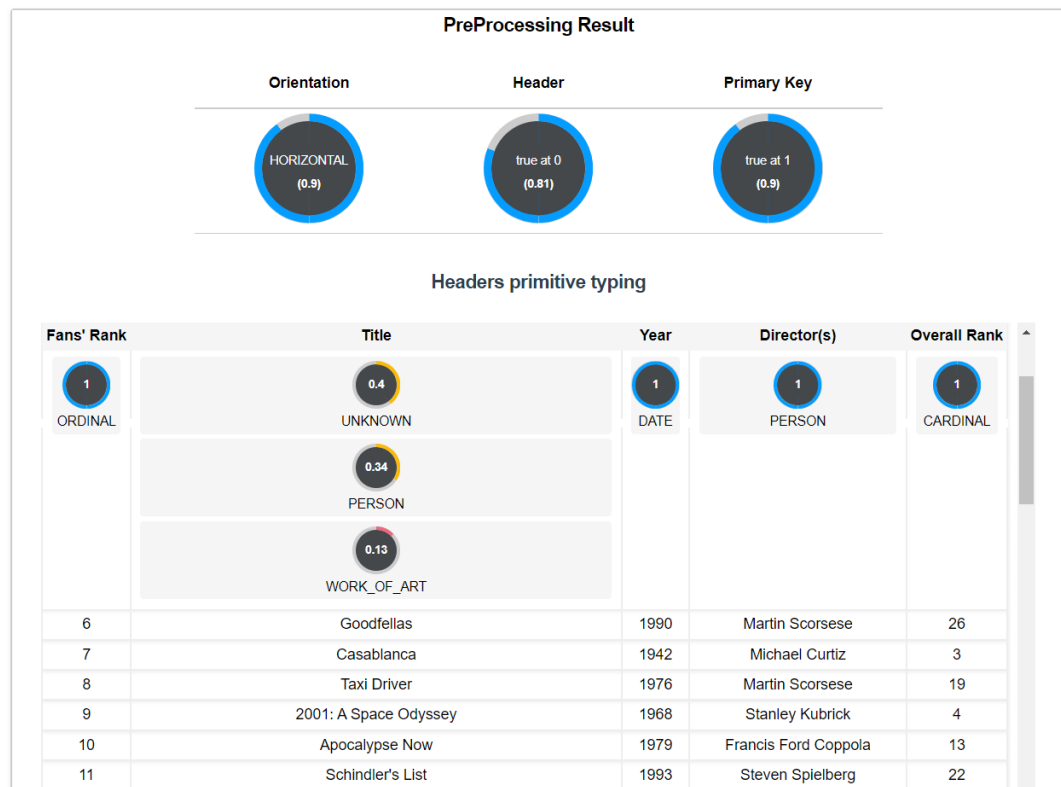 PreProcessing Result
Orientation Header Primary Key
HORIZONTAL true at 0 true at 1
(0.9) (0.81) (0.9)
Headers primitive typing
Fans' Rank Title Year Director(s) Overall Rank
1 0.4 1 1 1
ORDINAL UNKNOWN DATE PERSON CARDINAL
0.34
PERSON
0.13
WORK_OF_ART
6 Goodfellas 1990 Martin Scorsese 26
7 Casablanca 1942 Michael Curtiz 3
8 Taxi Driver 1976 Martin Scorsese 19
9 2001: A Space Odyssey 1968 Stanley Kubrick 4
10 Apocalypse Now 1979 Francis Ford Coppola 13
11 Schindler's List 1993 Steven Spielberg 22